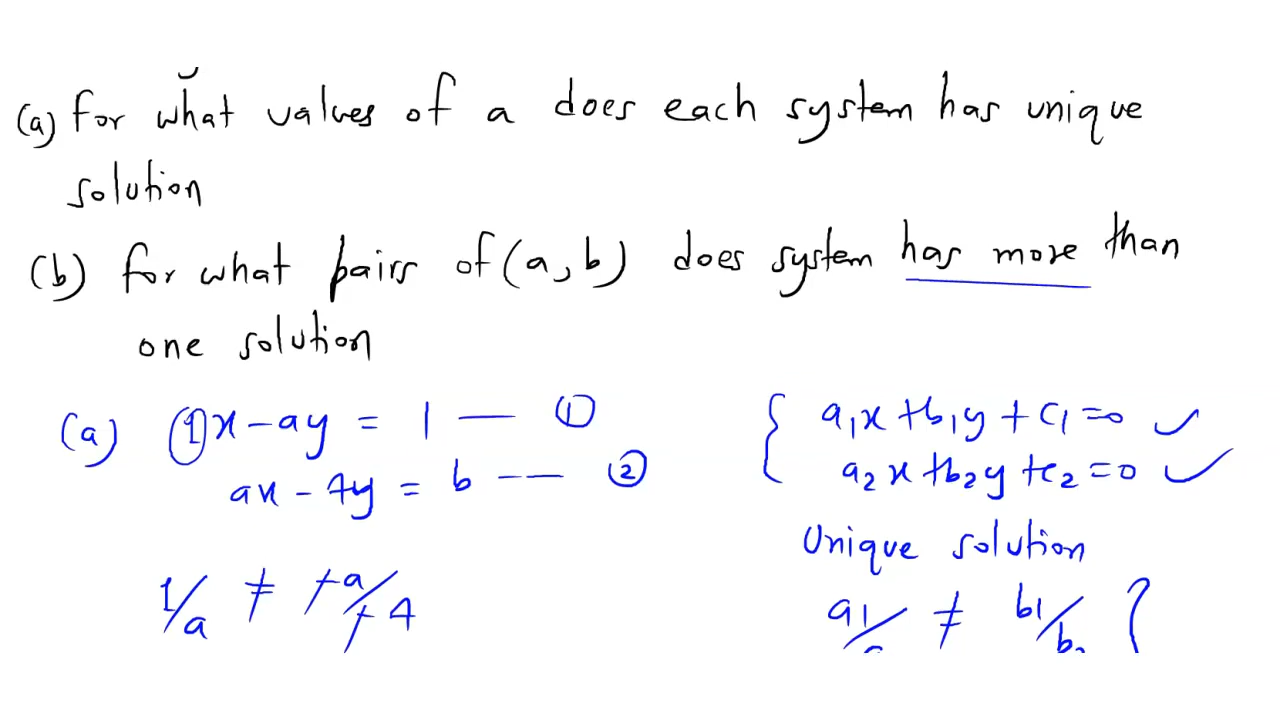 (a) for what values of a does each system has unique
solution
(b) for what pairs of (a, b) does system has more than
one solution
(a) 1x - ay = 1 — ①
ax - 4y = b — — ②
1/a ≠ +a/+4
{ a₁x + b₁y + c₁ = 0 ✓
a₂x + b₂y + c₂ = 0 ✓
Unique solution
a₁/ ≠ b₁/b₂ }